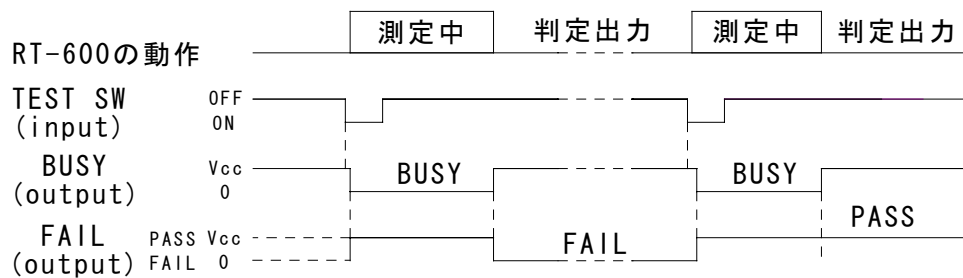 測定中 判定出力 測定中 判定出力
RT-600の動作
TEST SW OFF
(input) ON
BUSY Vcc BUSY BUSY
(output) 0
PASS
FAIL PASS Vcc FAIL
(output) FAIL 0